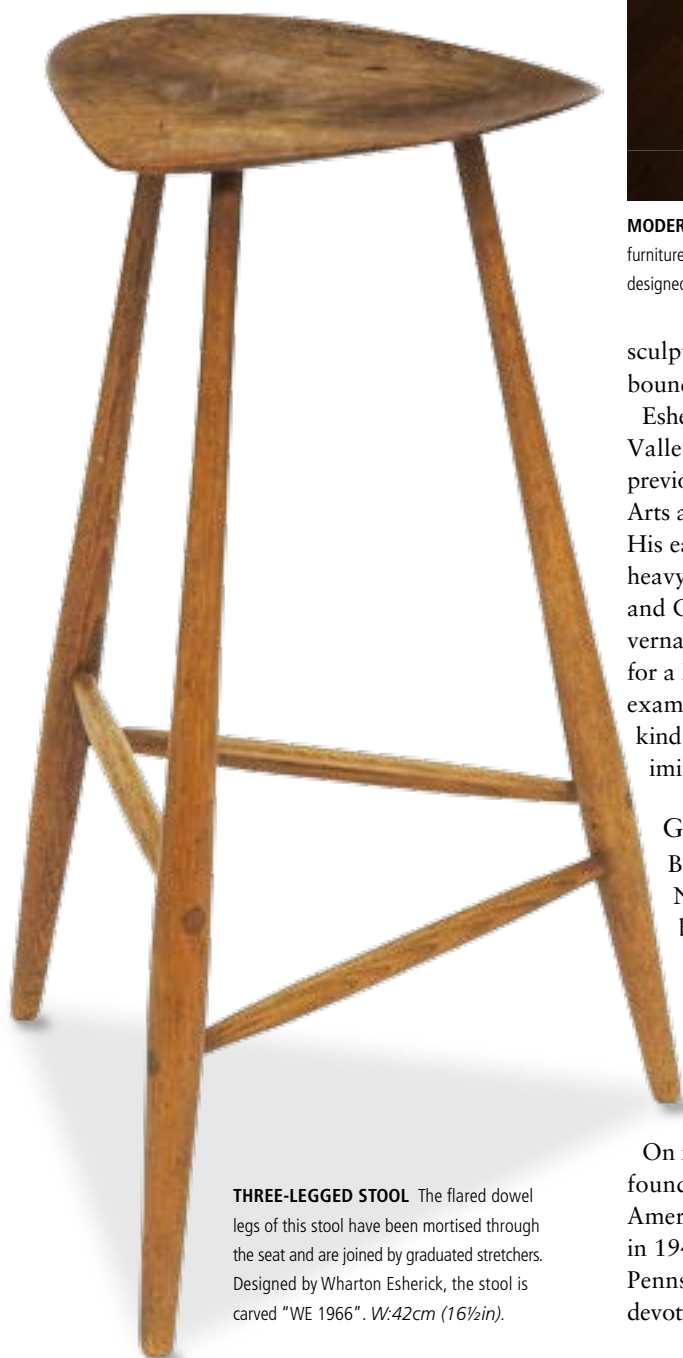 MODER
furniture
designed
sculp
bound
Eshe
Valle
previo
Arts a
His ea
heavy
and C
verna
for a
exam
kind
imi
G
B
N
On
found
Amer
in 194
Penns
devot
THREE-LEGGED STOOL The flared dowel
legs of this stool have been mortised through
the seat and are joined by graduated stretchers.
Designed by Wharton Esherick, the stool is
carved "WE 1966". W:42cm (16½in).